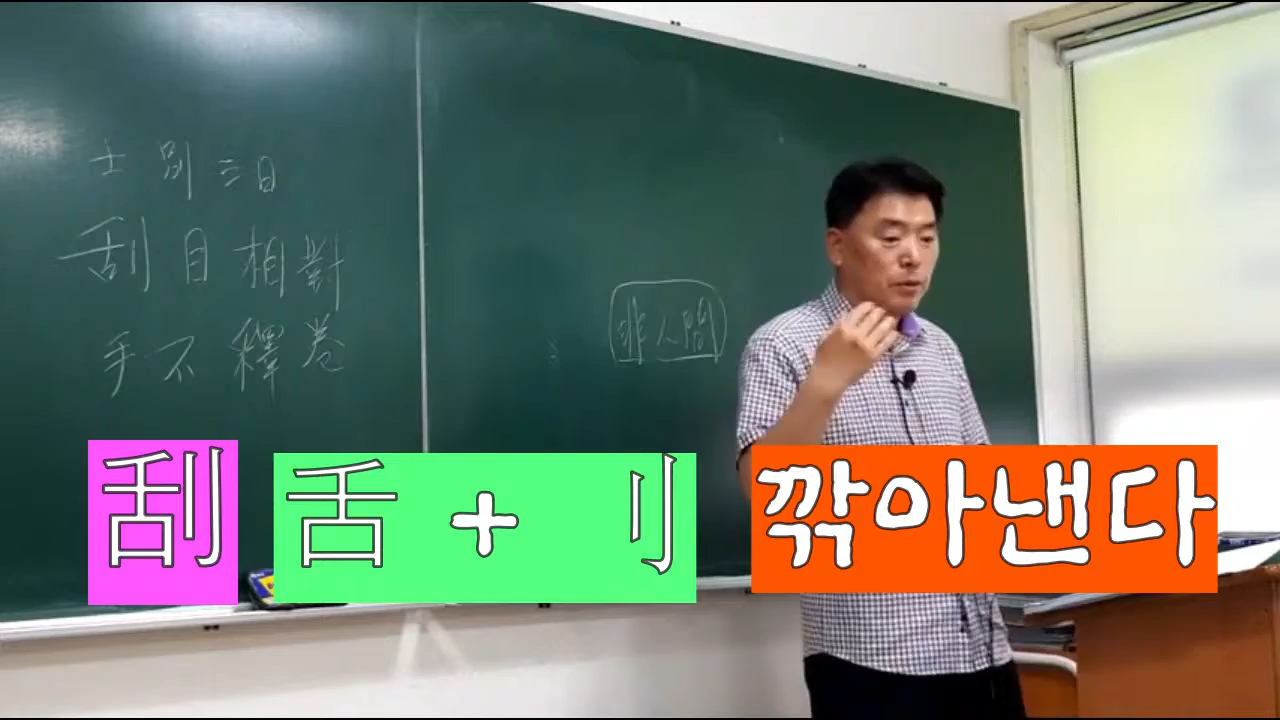 士別三日
刮目相對
手不釋卷
非人間
刮 舌 + 刂 깎아낸다